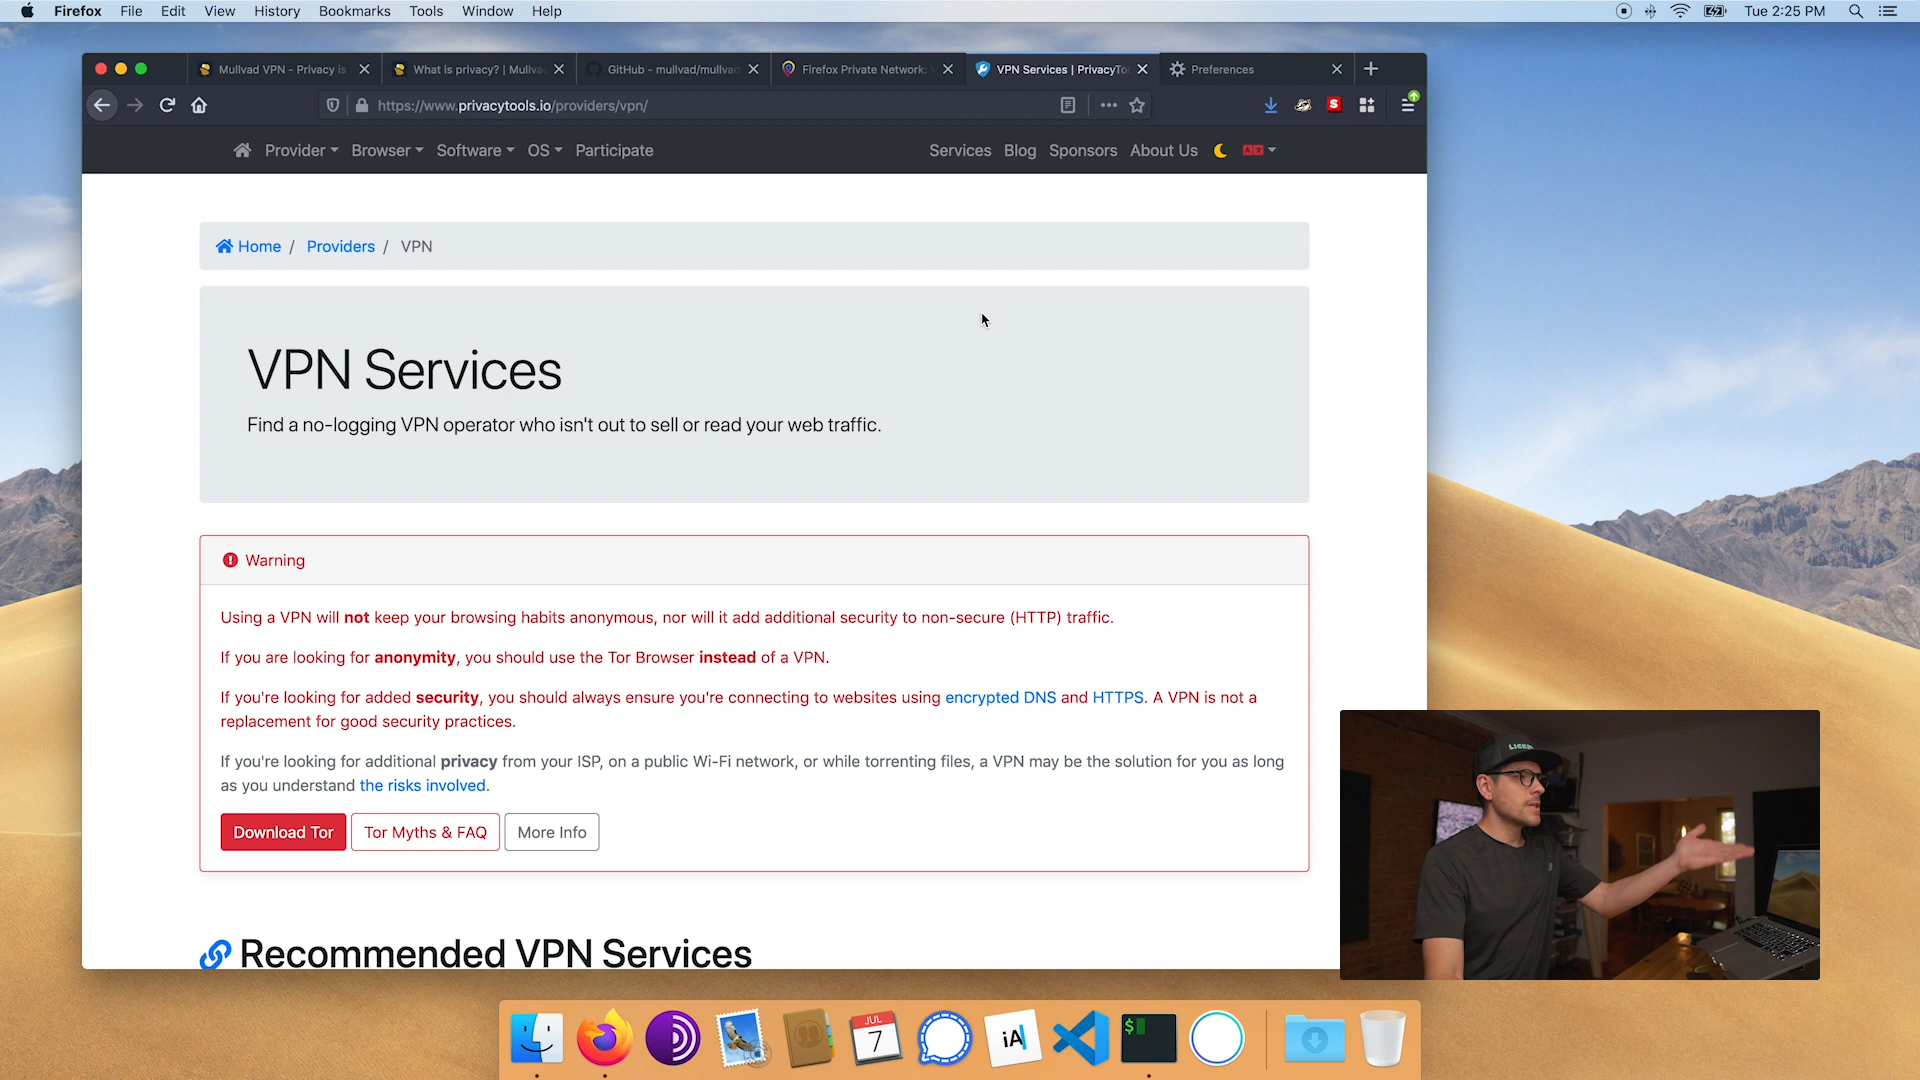 Firefox File Edit View History Bookmarks Tools Window Help
Tue 2:25 PM
Mullvad VPN - Privacy is
What is privacy? | Mullva
GitHub - mullvad/mullvad
Firefox Private Network:
VPN Services | PrivacyTo
Preferences
https://www.privacytools.io/providers/vpn/
S
Provider Browser Software OS Participate
Services Blog Sponsors About Us
Home / Providers / VPN
VPN Services
Find a no-logging VPN operator who isn't out to sell or read your web traffic.
Warning
Using a VPN will not keep your browsing habits anonymous, nor will it add additional security to non-secure (HTTP) traffic.
If you are looking for anonymity, you should use the Tor Browser instead of a VPN.
If you're looking for added security, you should always ensure you're connecting to websites using encrypted DNS and HTTPS. A VPN is not a
replacement for good security practices.
If you're looking for additional privacy from your ISP, on a public Wi-Fi network, or while torrenting files, a VPN may be the solution for you as long
as you understand the risks involved.
Download Tor
Tor Myths & FAQ
More Info
Recommended VPN Services
JUL
7
iA
$